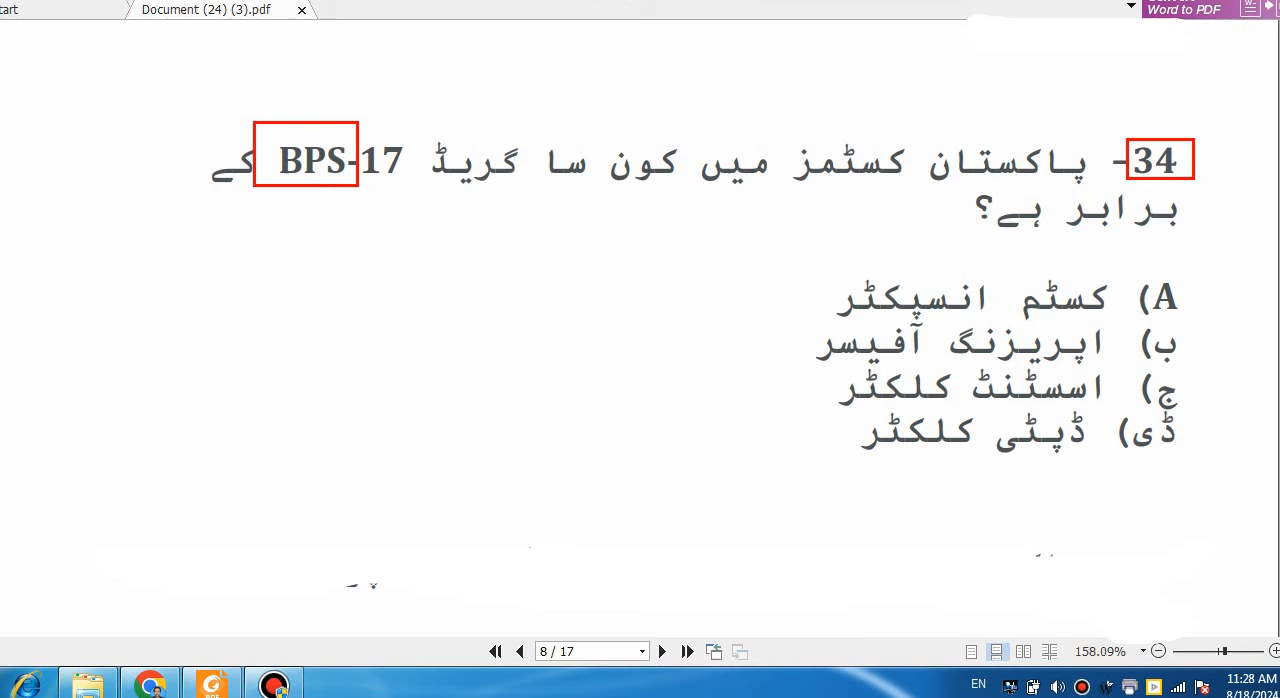 tart
Document (24) (3).pdf
Word to PDF
34- پاکستان کسٹمز میں کون سا گریڈ BPS-17 کے
برابر ہے؟
A) کسٹم انسپکٹر
ب) اپریزنگ آفیسر
ج) اسسٹنٹ کلکٹر
ڈی) ڈپٹی کلکٹر
8 / 17
158.09%
EN
11:28 AM